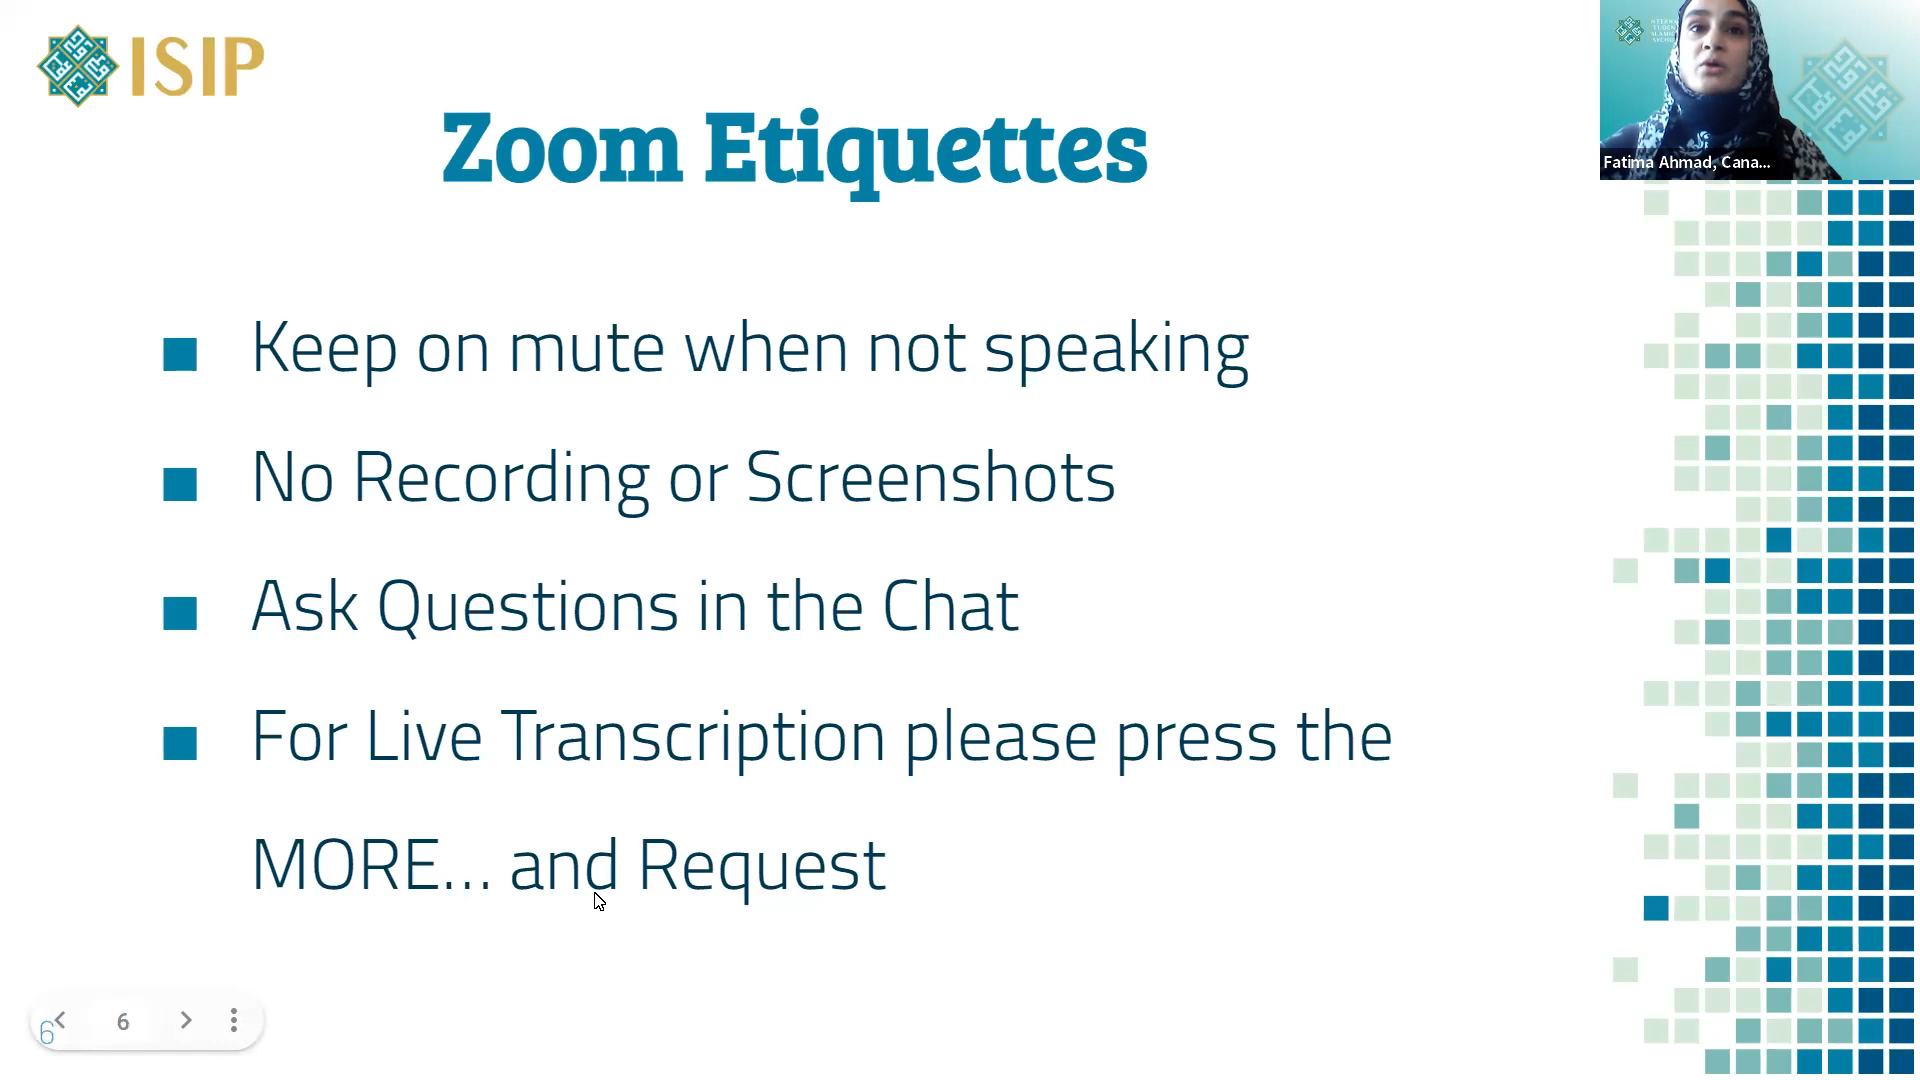 ISIP
Zoom Etiquettes
Keep on mute when not speaking
No Recording or Screenshots
Ask Questions in the Chat
For Live Transcription please press the
MORE... and Request
Fatima Ahmad, Cana...
6
6